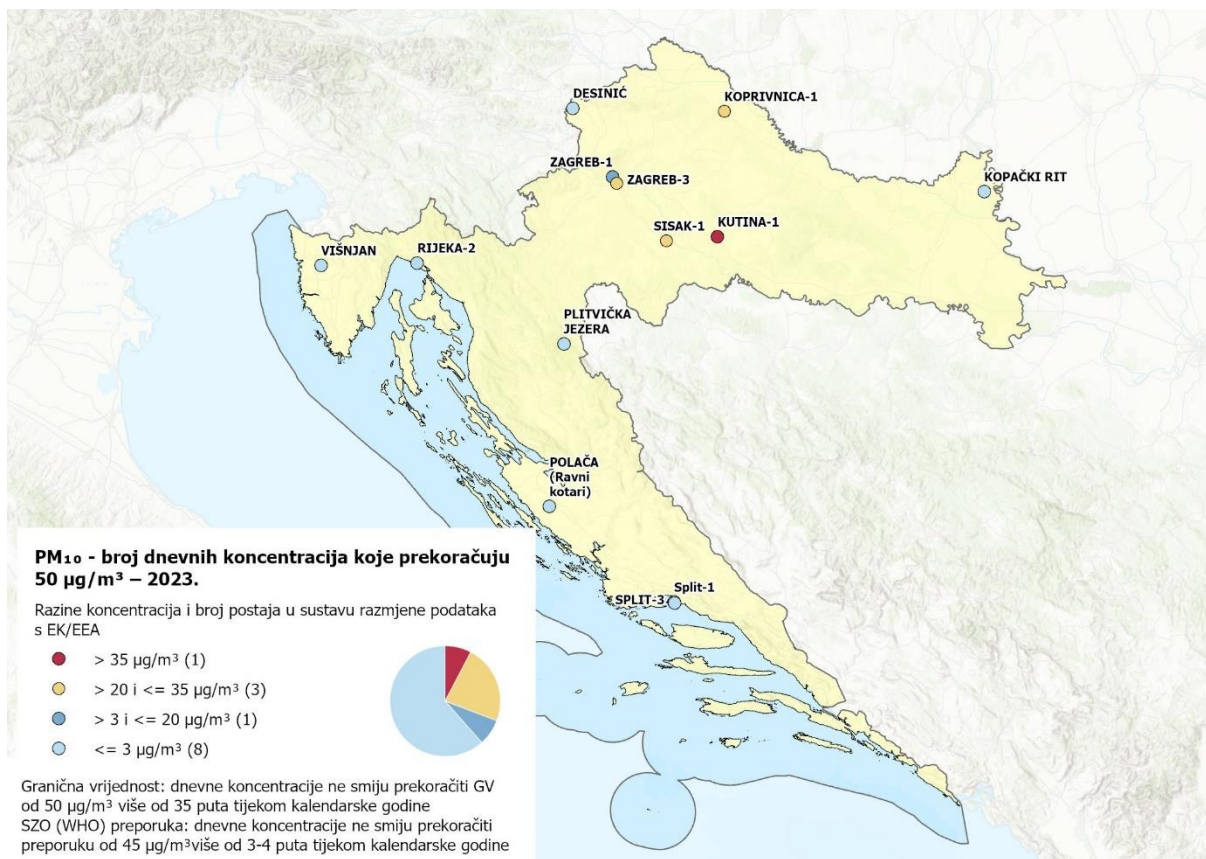 DESINIĆ
KOPRIVNICA-1
ZAGREB-1
ZAGREB-3
KOPAČKI RIT
SISAK-1
KUTINA-1
VIŠNJAN
RIJEKA-2
PLITVIČKA
JEZERA
POLAČA
(Ravni
kotari)
Split-1
SPLIT-3
PM₁₀ - broj dnevnih koncentracija koje prekoračuju
50 µg/m³ – 2023.
Razine koncentracija i broj postaja u sustavu razmjene podataka
s EK/EEA
> 35 µg/m³ (1)
> 20 i <= 35 µg/m³ (3)
> 3 i <= 20 µg/m³ (1)
<= 3 µg/m³ (8)
Granična vrijednost: dnevne koncentracije ne smiju prekoračiti GV
od 50 µg/m³ više od 35 puta tijekom kalendarske godine
SZO (WHO) preporuka: dnevne koncentracije ne smiju prekoračiti
preporuku od 45 µg/m³više od 3-4 puta tijekom kalendarske godine